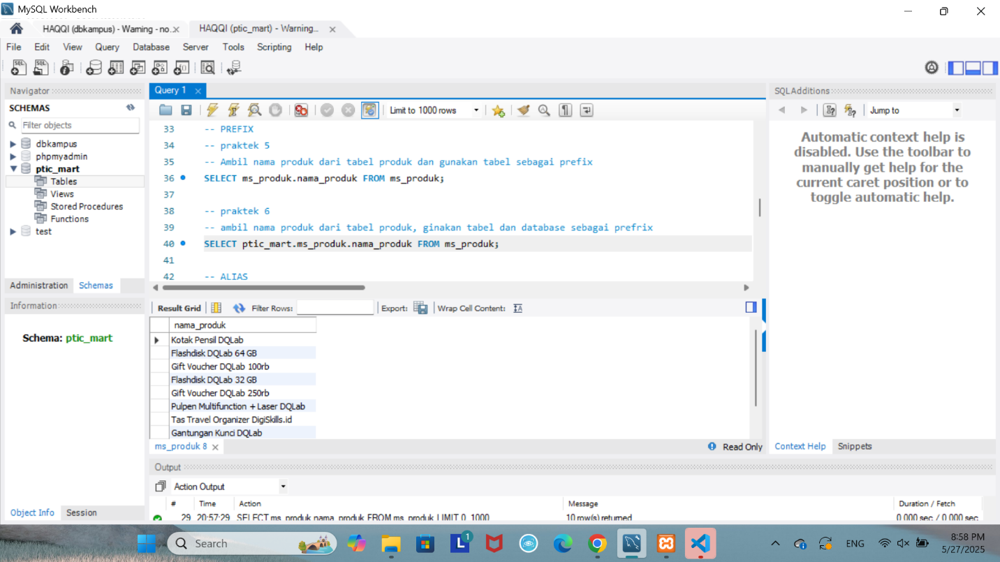 MySQL Workbench
HAQQI (dbkampus) - Warning - no...
HAQQI (ptic_mart) - Warning...
File Edit View Query Database Server Tools Scripting Help
Navigator
SCHEMAS
Filter objects
dbkampus
phpmyadmin
ptic_mart
Tables
Views
Stored Procedures
Functions
test
Administration Schemas
Information
Schema: ptic_mart
Object Info Session
Query 1
Limit to 1000 rows
33 -- PREFIX
34 -- praktek 5
35 -- Ambil nama produk dari tabel produk dan gunakan tabel sebagai prefix
36 SELECT ms_produk.nama_produk FROM ms_produk;
37
38 -- praktek 6
39 -- ambil nama produk dari tabel produk, ginakan tabel dan database sebagai prefrix
40 SELECT ptic_mart.ms_produk.nama_produk FROM ms_produk;
41
42 -- ALIAS
Result Grid Filter Rows: Export: Wrap Cell Content:
nama_produk
Kotak Pensil DQLab
Flashdisk DQLab 64 GB
Gift Voucher DQLab 100rb
Flashdisk DQLab 32 GB
Gift Voucher DQLab 250rb
Pulpen Multifunction + Laser DQLab
Tas Travel Organizer DigiSkills.id
Gantungan Kunci DQLab
ms_produk 8
Read Only
SQLAdditions
Jump to
Automatic context help is
disabled. Use the toolbar to
manually get help for the
current caret position or to
toggle automatic help.
Context Help Snippets
Output
Action Output
# Time Action Message Duration / Fetch
29 20:57:29 SELECT ms_produk.nama_produk FROM ms_produk LIMIT 0, 1000 10 row(s) returned 0.000 sec / 0.000 sec
Search
1
ENG
8:58 PM
5/27/2025